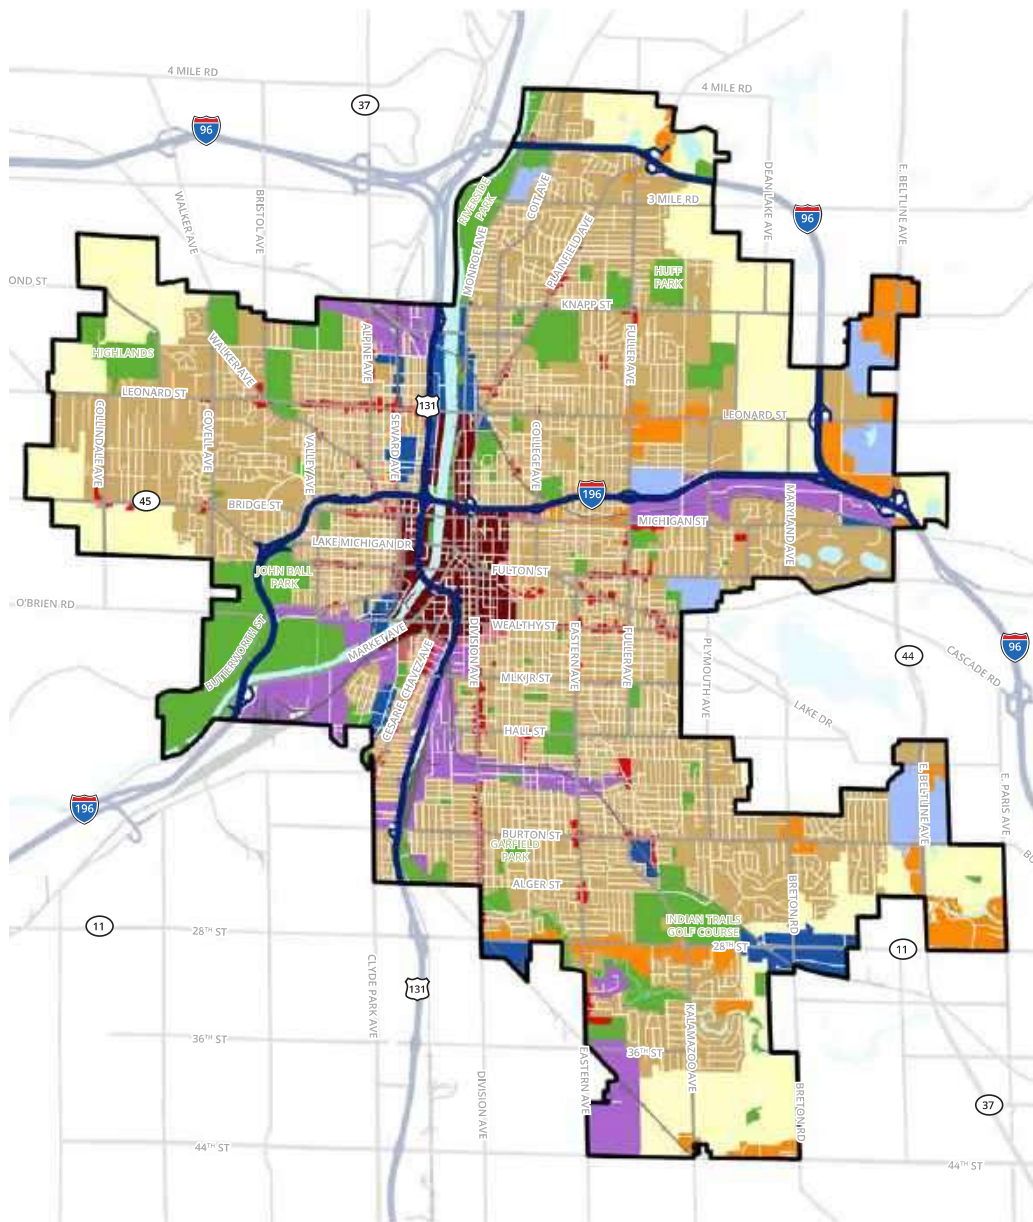 4 MILE RD
37
4 MILE RD
96
3 MILE RD
WALKER AVE
BRISTOL AVE
RIVERSIDE
PARK
COIT AVE
DEAN LAKE AVE
E. BELTLINE AVE
96
MONROE AVE
PLAINFIELD AVE
HUFF
PARK
OND ST
KNAPP ST
HIGHLANDS
WALKER AVE
ALPINE AVE
FULLER AVE
LEONARD ST
131
LEONARD ST
COLLINDALE AVE
COVELL AVE
VALLEY AVE
SEWARD AVE
COLLEGE AVE
45
BRIDGE ST
196
MICHIGAN ST
MARYLAND AVE
LAKE MICHIGAN DR
JOHN BALL
PARK
FULTON ST
O'BRIEN RD
WEALTHY ST
BUTTERWORTH ST
MARKET AVE
CESAR E. CHAVEZ AVE
DIVISION AVE
EASTERN AVE
FULLER AVE
PLYMOUTH AVE
44
CASCADE RD
96
MLK JR ST
LAKE DR
HALL ST
196
E. BELTLINE AVE
E. PARIS AVE
BURTON ST
GARFIELD
PARK
ALGER ST
BRETON RD
11
28TH ST
INDIAN TRAILS
GOLF COURSE
28TH ST
11
CLYDE PARK AVE
131
36TH ST
36TH ST
KALAMAZOO AVE
DIVISION AVE
EASTERN AVE
BRETON RD
37
44TH ST
44TH ST